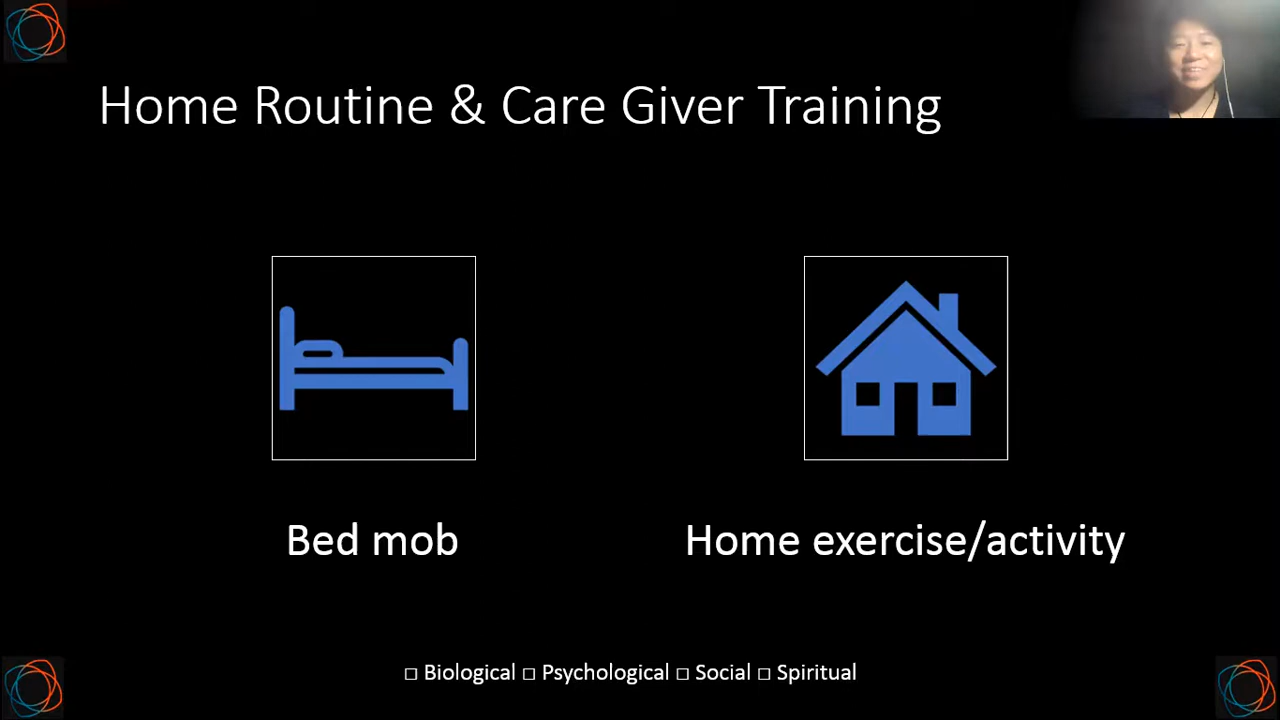 Home Routine & Care Giver Training
Bed mob
Home exercise/activity
□ Biological □ Psychological □ Social □ Spiritual